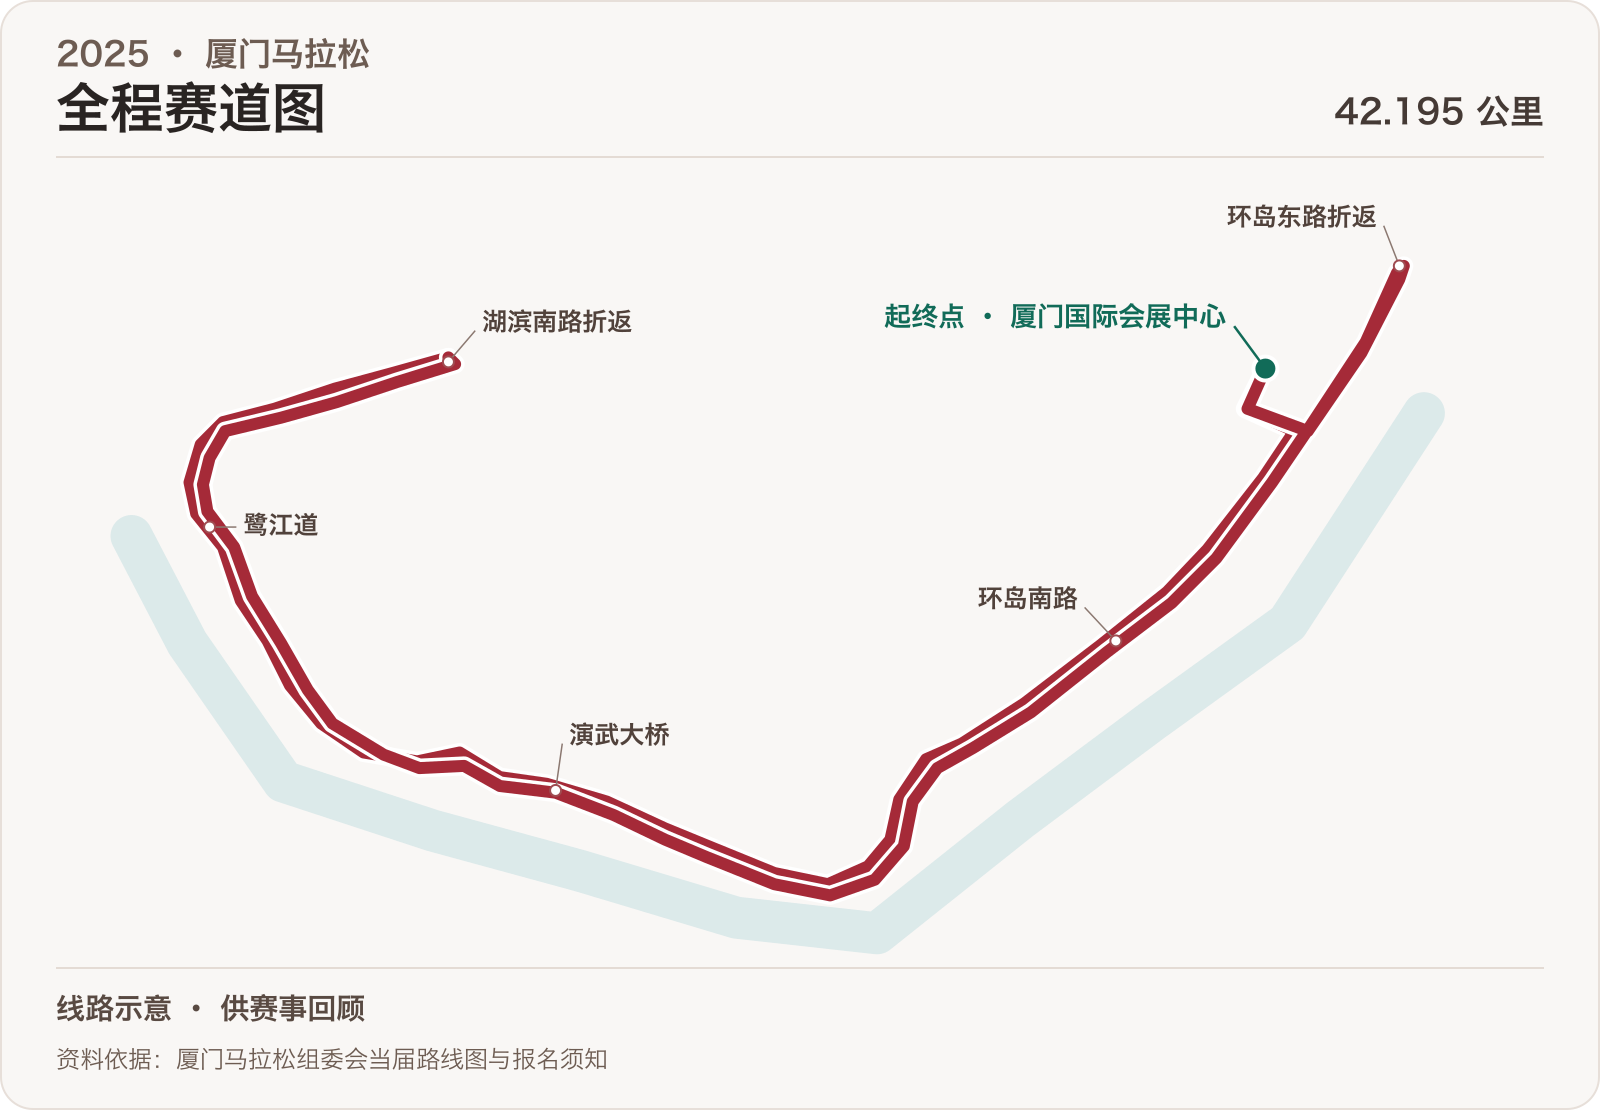 2025 · 厦门马拉松
全程赛道图
42.195 公里
环岛东路折返
起终点 · 厦门国际会展中心
湖滨南路折返
鹭江道
环岛南路
演武大桥
线路示意 · 供赛事回顾
资料依据：厦门马拉松组委会当届路线图与报名须知